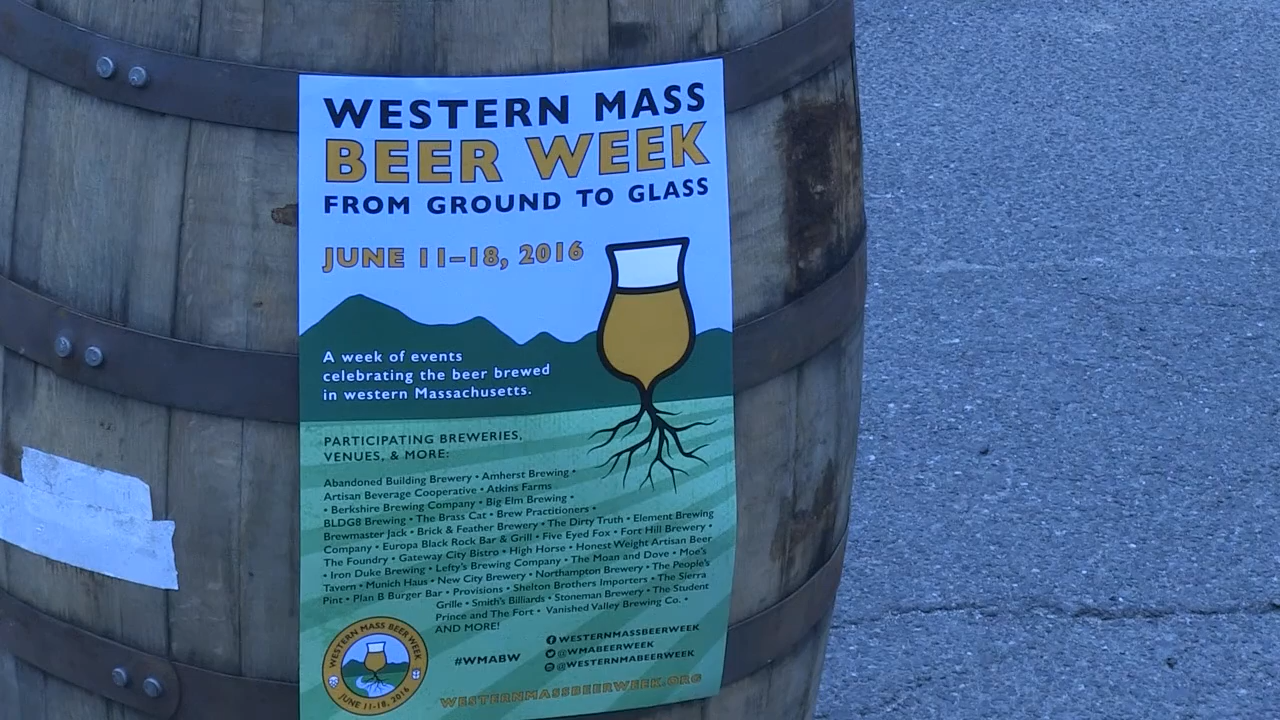 WESTERN MASS
BEER WEEK
FROM GROUND TO GLASS
JUNE 11–18, 2016
A week of events
celebrating the beer brewed
in western Massachusetts.
PARTICIPATING BREWERIES,
VENUES, & MORE:
Abandoned Building Brewery • Amherst Brewing •
Artisan Beverage Cooperative • Atkins Farms
• Berkshire Brewing Company • Big Elm Brewing •
BLDG8 Brewing • The Brass Cat • Brew Practitioners •
Brewmaster Jack • Brick & Feather Brewery • The Dirty Truth • Element Brewing
Company • Europa Black Rock Bar & Grill • Five Eyed Fox • Fort Hill Brewery •
The Foundry • Gateway City Bistro • High Horse • Honest Weight Artisan Beer
• Iron Duke Brewing • Lefty's Brewing Company • The Moan and Dove • Moe's
Tavern • Munich Haus • New City Brewery • Northampton Brewery • The People's
Pint • Plan B Burger Bar • Provisions • Shelton Brothers Importers • The Sierra
Grille • Smith's Billiards • Stoneman Brewery • The Student
Prince and The Fort • Vanished Valley Brewing Co. •
AND MORE!
WESTERN MASS BEER WEEK
JUNE 11-18, 2016
#WMABW
WESTERNMASSBEERWEEK
@WMABEERWEEK
@WESTERNMABEERWEEK
WESTERNMASSBEERWEEK.ORG